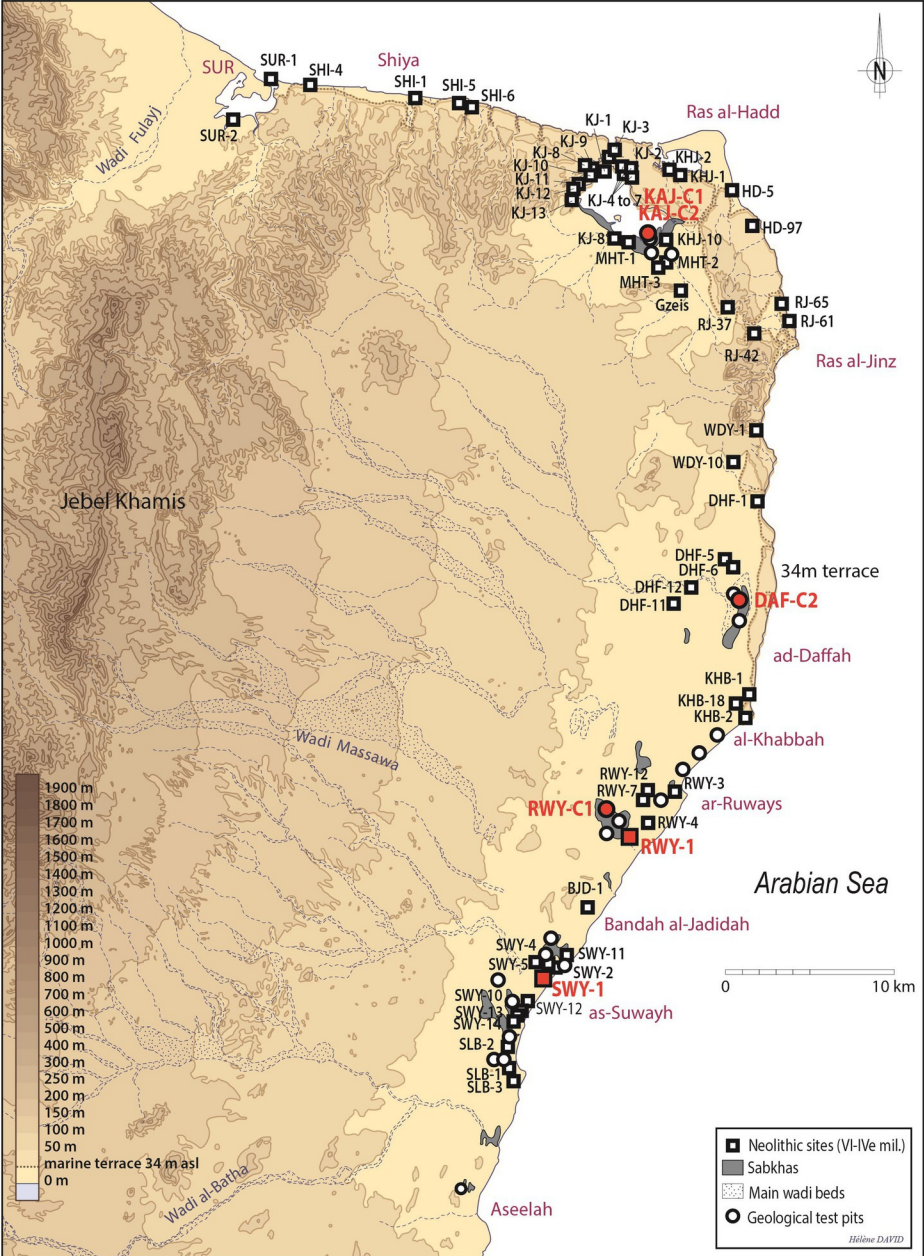 SUR
SUR-1
SHI-4
Shiya
SHI-1
SHI-5
SHI-6
N
SUR-2
Wadi Fulayj
Ras al-Hadd
KJ-1
KJ-3
KJ-9
KJ-8
KJ-2
KHJ-2
KJ-10
KJ-11
KHJ-1
KJ-12
KJ-4 to 7
HD-5
KJ-13
KAJ-C1
KAJ-C2
HD-97
KJ-8
KHJ-10
MHT-1
MHT-2
MHT-3
Gzeis
RJ-65
RJ-37
RJ-61
RJ-42
Ras al-Jinz
WDY-1
WDY-10
Jebel Khamis
DHF-1
DHF-5
DHF-6
34m terrace
DHF-12
DHF-11
DAF-C2
ad-Daffah
KHB-1
KHB-18
KHB-2
al-Khabbah
Wadi Massawa
RWY-12
RWY-7
RWY-3
ar-Ruways
RWY-C1
RWY-4
RWY-1
Arabian Sea
BJD-1
Bandah al-Jadidah
SWY-4
SWY-11
SWY-5
SWY-2
SWY-1
0
10 km
SWY-10
SWY-12
as-Suwayh
SWY-13
SWY-14
SLB-2
SLB-1
SLB-3
1900 m
1800 m
1700 m
1600 m
1500 m
1400 m
1300 m
1200 m
1100 m
1000 m
900 m
800 m
700 m
600 m
500 m
400 m
300 m
250 m
200 m
150 m
100 m
50 m
marine terrace 34 m asl
0 m
Wadi al-Batha
Aseelah
Neolithic sites (VI-IVe mil.)
Sabkhas
Main wadi beds
Geological test pits
Hélène DAVID